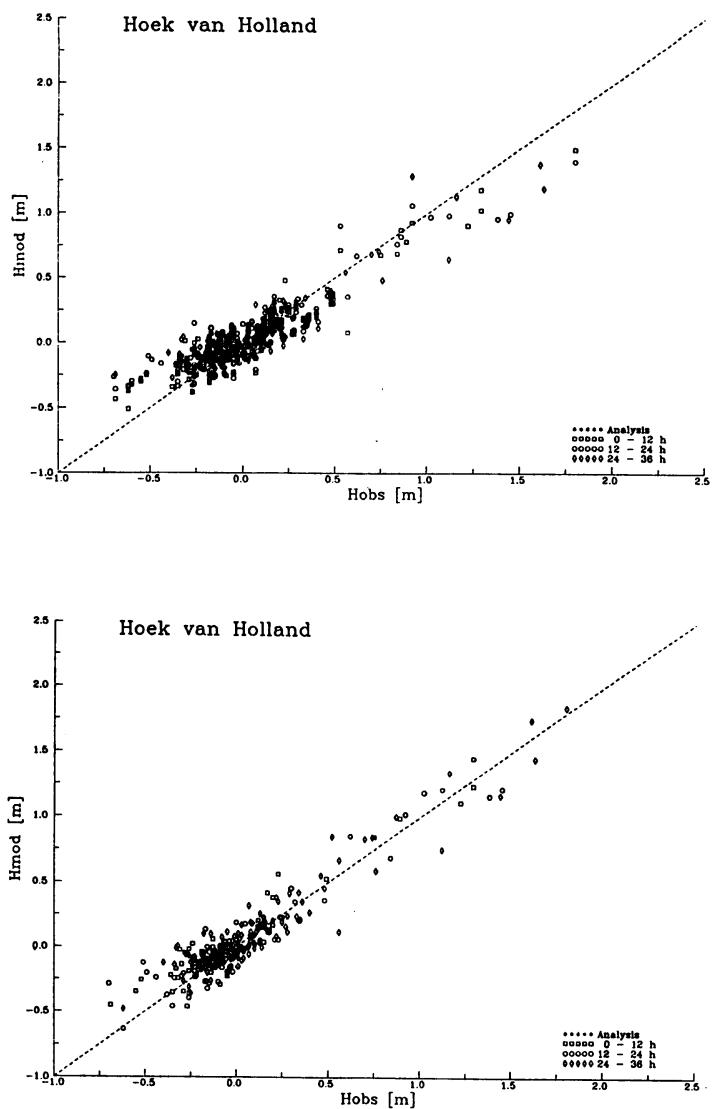 Hoek van Holland
2.5
2.0
1.5
1.0
0.5
0.0
-0.5
-1.0
Hmod [m]
-1.0 -0.5 0.0 0.5 1.0 1.5 2.0 2.5
Hobs [m]
Analysis
0 - 12 h
12 - 24 h
24 - 36 h
Hoek van Holland
2.5
2.0
1.5
1.0
0.5
0.0
-0.5
-1.0
Hmod [m]
-1.0 -0.5 0.0 0.5 1.0 1.5 2.0 2.5
Hobs [m]
Analysis
0 - 12 h
12 - 24 h
24 - 36 h